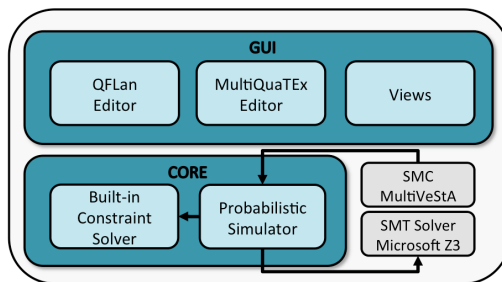 GUI
QFLan
Editor
MultiQuaTEx
Editor
Views
CORE
Built-in
Constraint
Solver
Probabilistic
Simulator
SMC
MultiVeStA
SMT Solver
Microsoft Z3